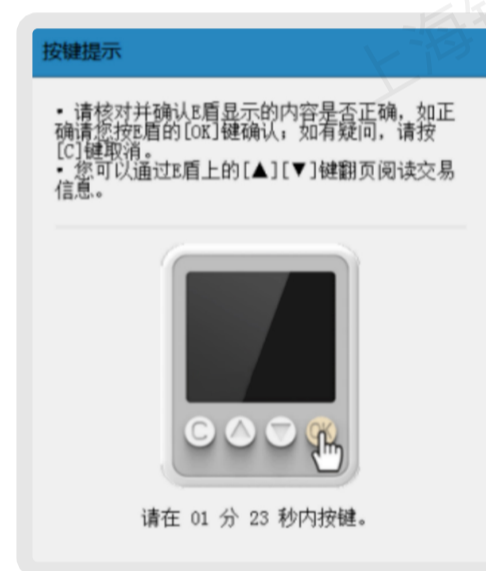 按键提示
• 请核对并确认E盾显示的内容是否正确，如正
确请您按E盾的[OK]键确认；如有疑问，请按
[C]键取消。
• 您可以通过E盾上的[▲][▼]键翻页阅读交易
信息。
C
OK
请在 01 分 23 秒内按键。
上海